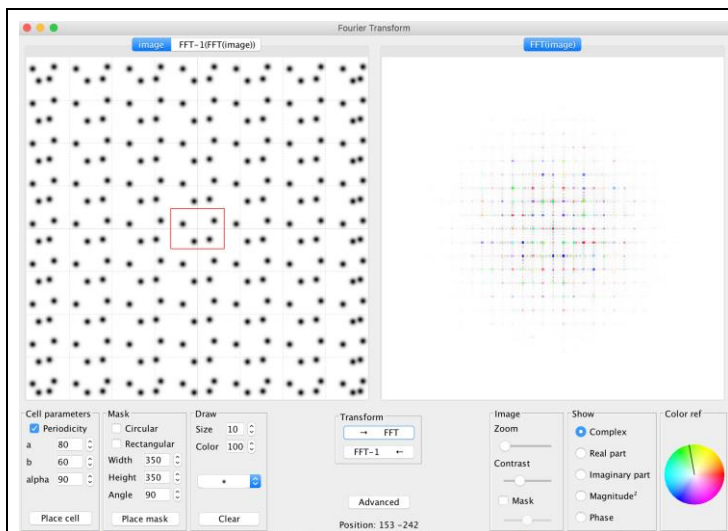 Fourier Transform
image FFT-1(FFT(image))
FFT(image)
Cell parameters
Periodicity
a 80
b 60
alpha 90
Place cell
Mask
Circular
Rectangular
Width 350
Height 350
Angle 90
Place mask
Draw
Size 10
Color 100
Clear
Transform
→ FFT
FFT-1 ←
Advanced
Position: 153 -242
Image
Zoom
Contrast
Mask
Show
Complex
Real part
Imaginary part
Magnitude²
Phase
Color ref